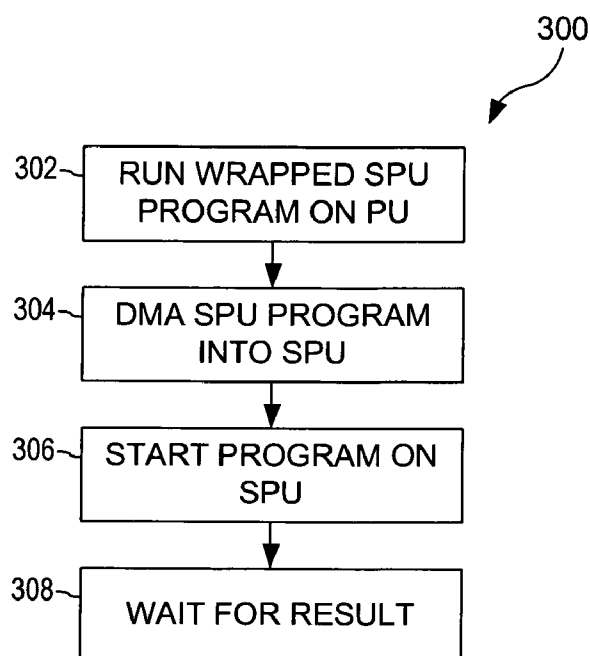 300
302
RUN WRAPPED SPU
PROGRAM ON PU
304
DMA SPU PROGRAM
INTO SPU
306
START PROGRAM ON
SPU
308
WAIT FOR RESULT